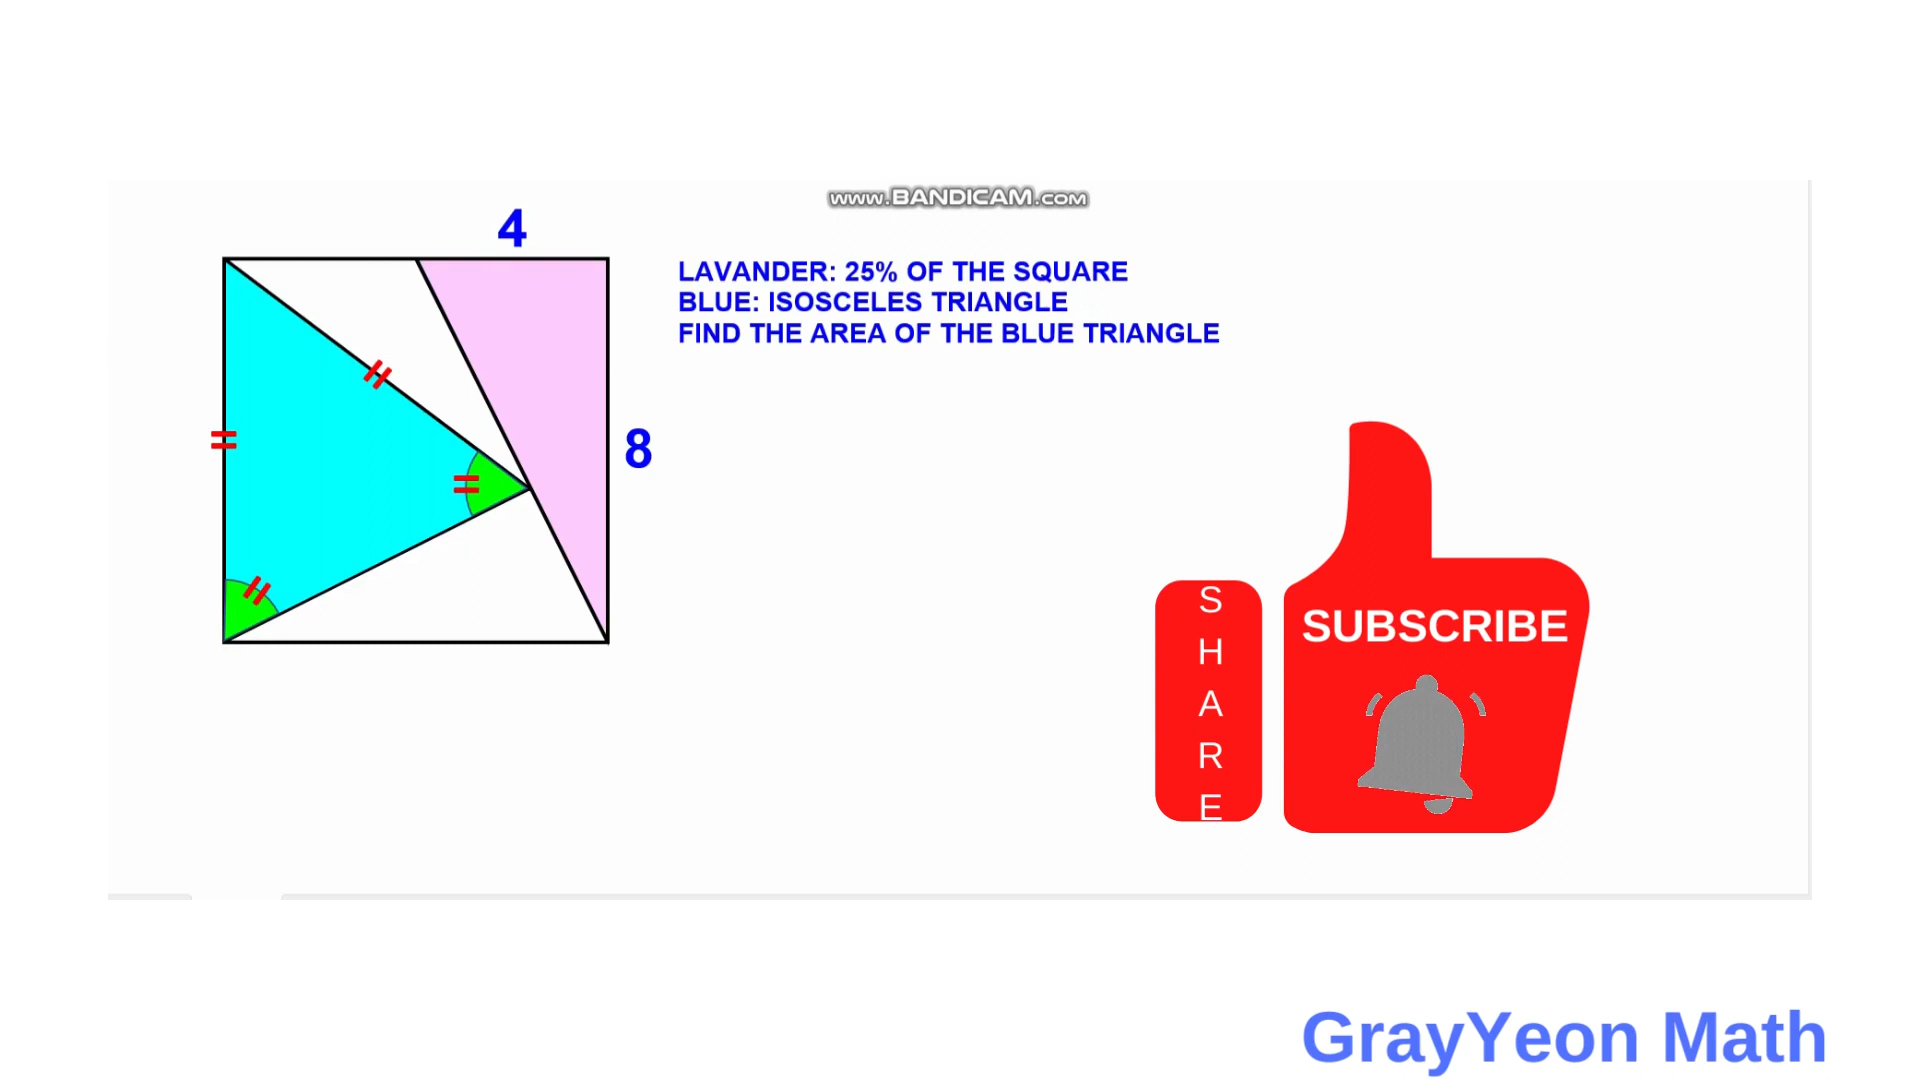 www.BANDICAM.com
4
LAVANDER: 25% OF THE SQUARE
BLUE: ISOSCELES TRIANGLE
FIND THE AREA OF THE BLUE TRIANGLE
8
S
H
A
R
E
SUBSCRIBE
GrayYeon Math